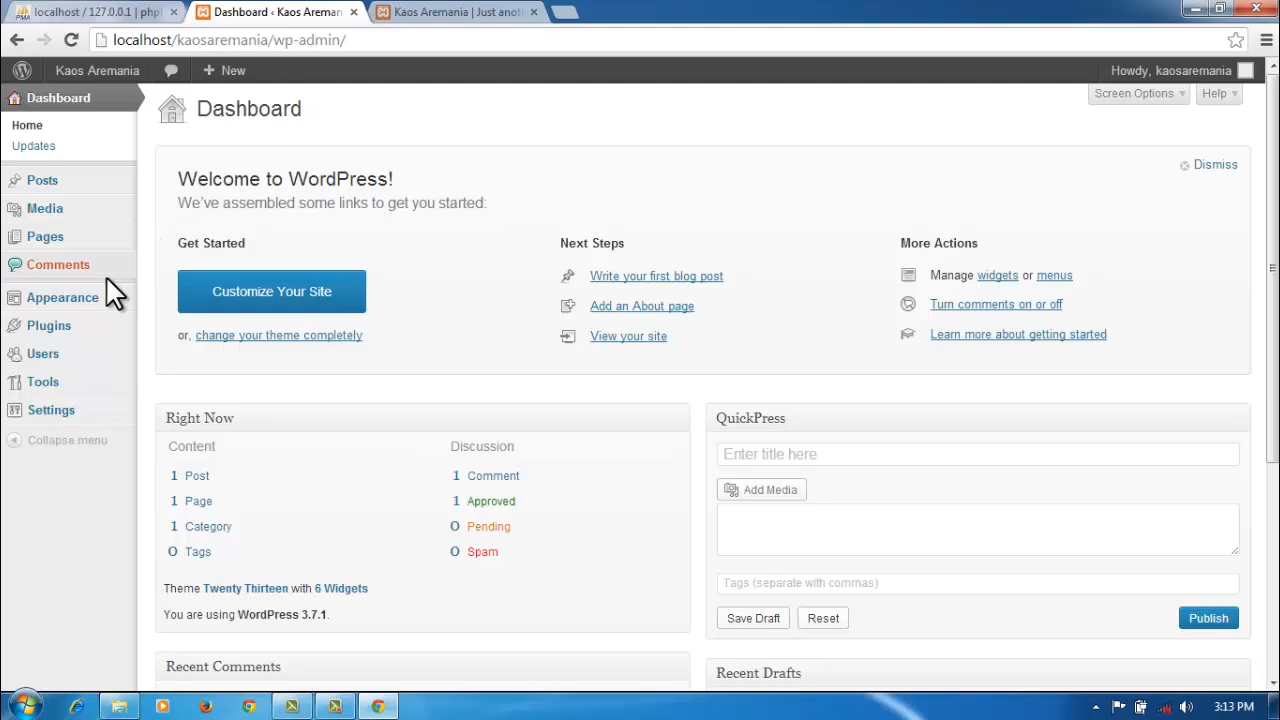 localhost / 127.0.0.1 | phpl
Dashboard ‹ Kaos Areman
Kaos Aremania | Just anot
localhost/kaosaremania/wp-admin/
Kaos Aremania
New
Howdy, kaosaremania
Dashboard
Home
Updates
Posts
Media
Pages
Comments
Appearance
Plugins
Users
Tools
Settings
Collapse menu
Dashboard
Screen Options
Help
Welcome to WordPress!
Dismiss
We've assembled some links to get you started:
Get Started
Customize Your Site
or, change your theme completely
Next Steps
Write your first blog post
Add an About page
View your site
More Actions
Manage widgets or menus
Turn comments on or off
Learn more about getting started
Right Now
Content
1 Post
1 Page
1 Category
0 Tags
Discussion
1 Comment
1 Approved
0 Pending
0 Spam
Theme Twenty Thirteen with 6 Widgets
You are using WordPress 3.7.1.
QuickPress
Enter title here
Add Media
Tags (separate with commas)
Save Draft
Reset
Publish
Recent Comments
Recent Drafts
3:13 PM